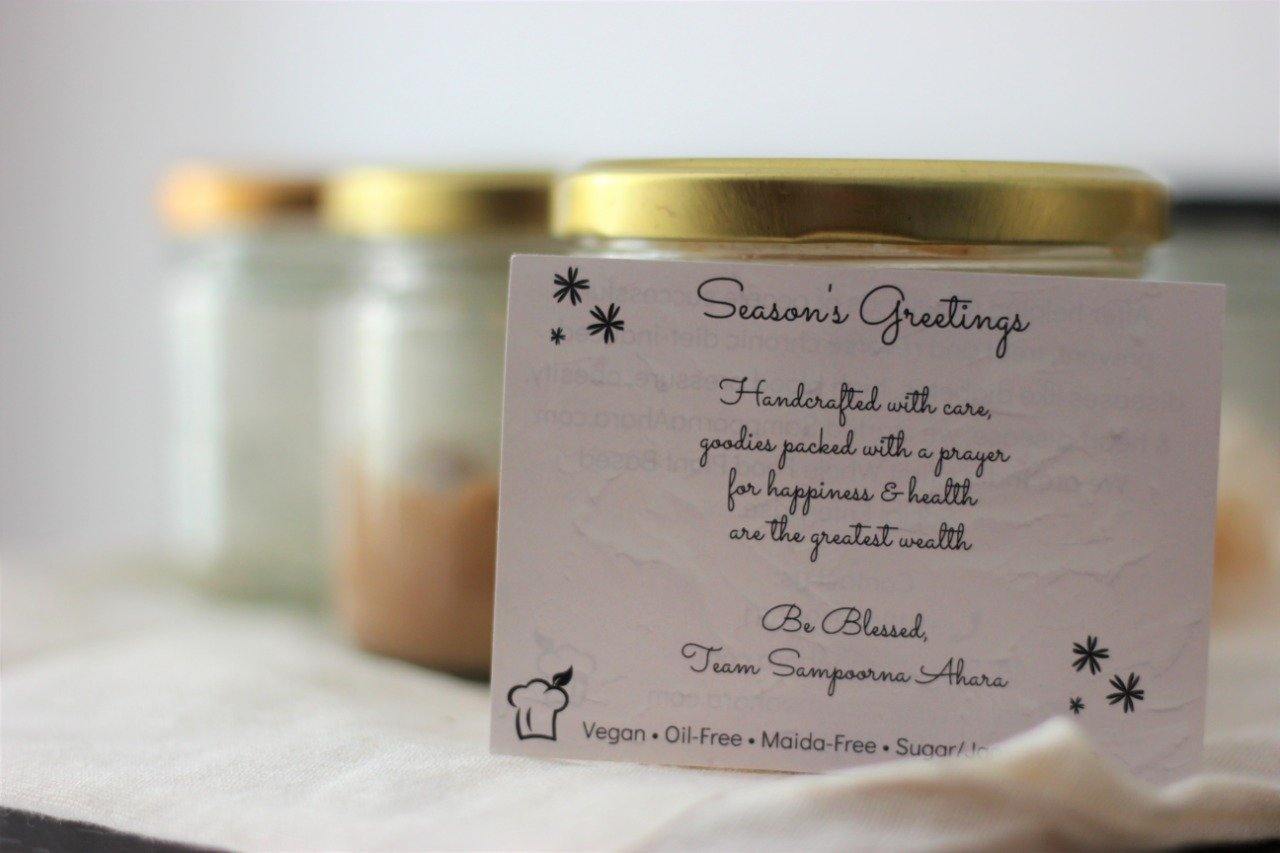 Season's Greetings
Handcrafted with care,
goodies packed with a prayer
for happiness & health
are the greatest wealth
Be Blessed,
Team Sampoorna Ahara
Vegan • Oil-Free • Maida-Free • Sugar/